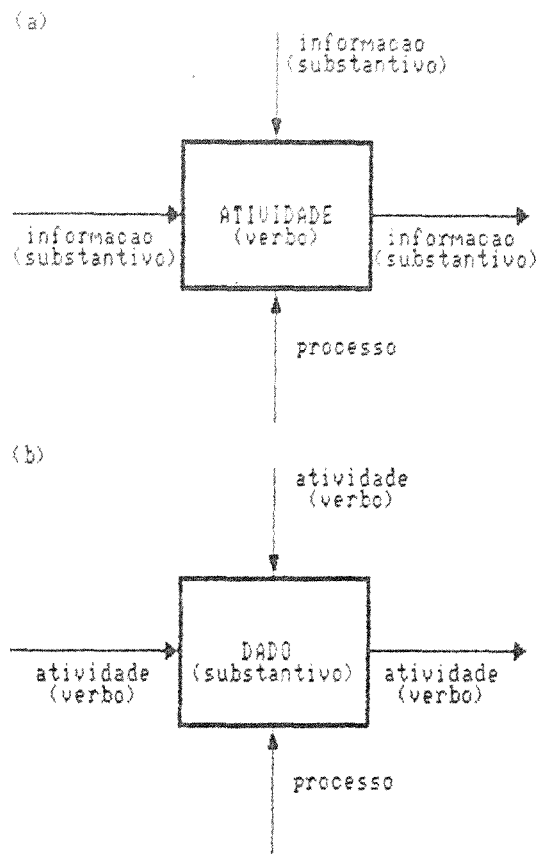 (a)
informacao
(substantivo)
ATIVIDADE
(verbo)
informacao
(substantivo)
informacao
(substantivo)
processo
(b)
atividade
(verbo)
DADO
(substantivo)
atividade
(verbo)
atividade
(verbo)
processo